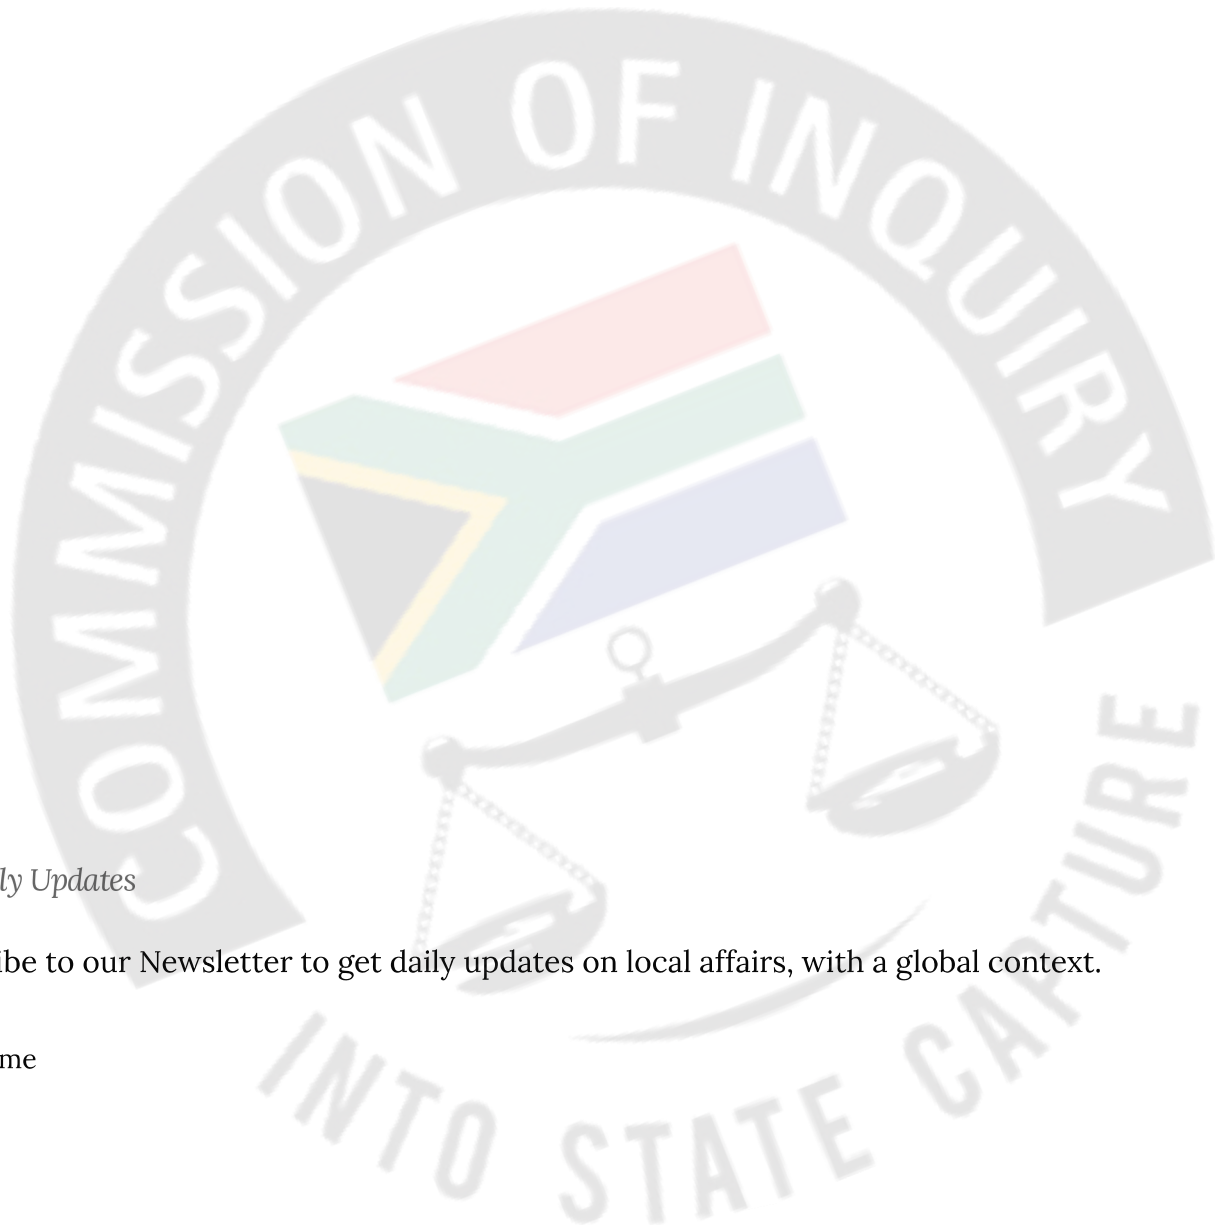 COMMISSION OF INQUIRY
INTO STATE CAPTURE
ly Updates
ibe to our Newsletter to get daily updates on local affairs, with a global context.
me